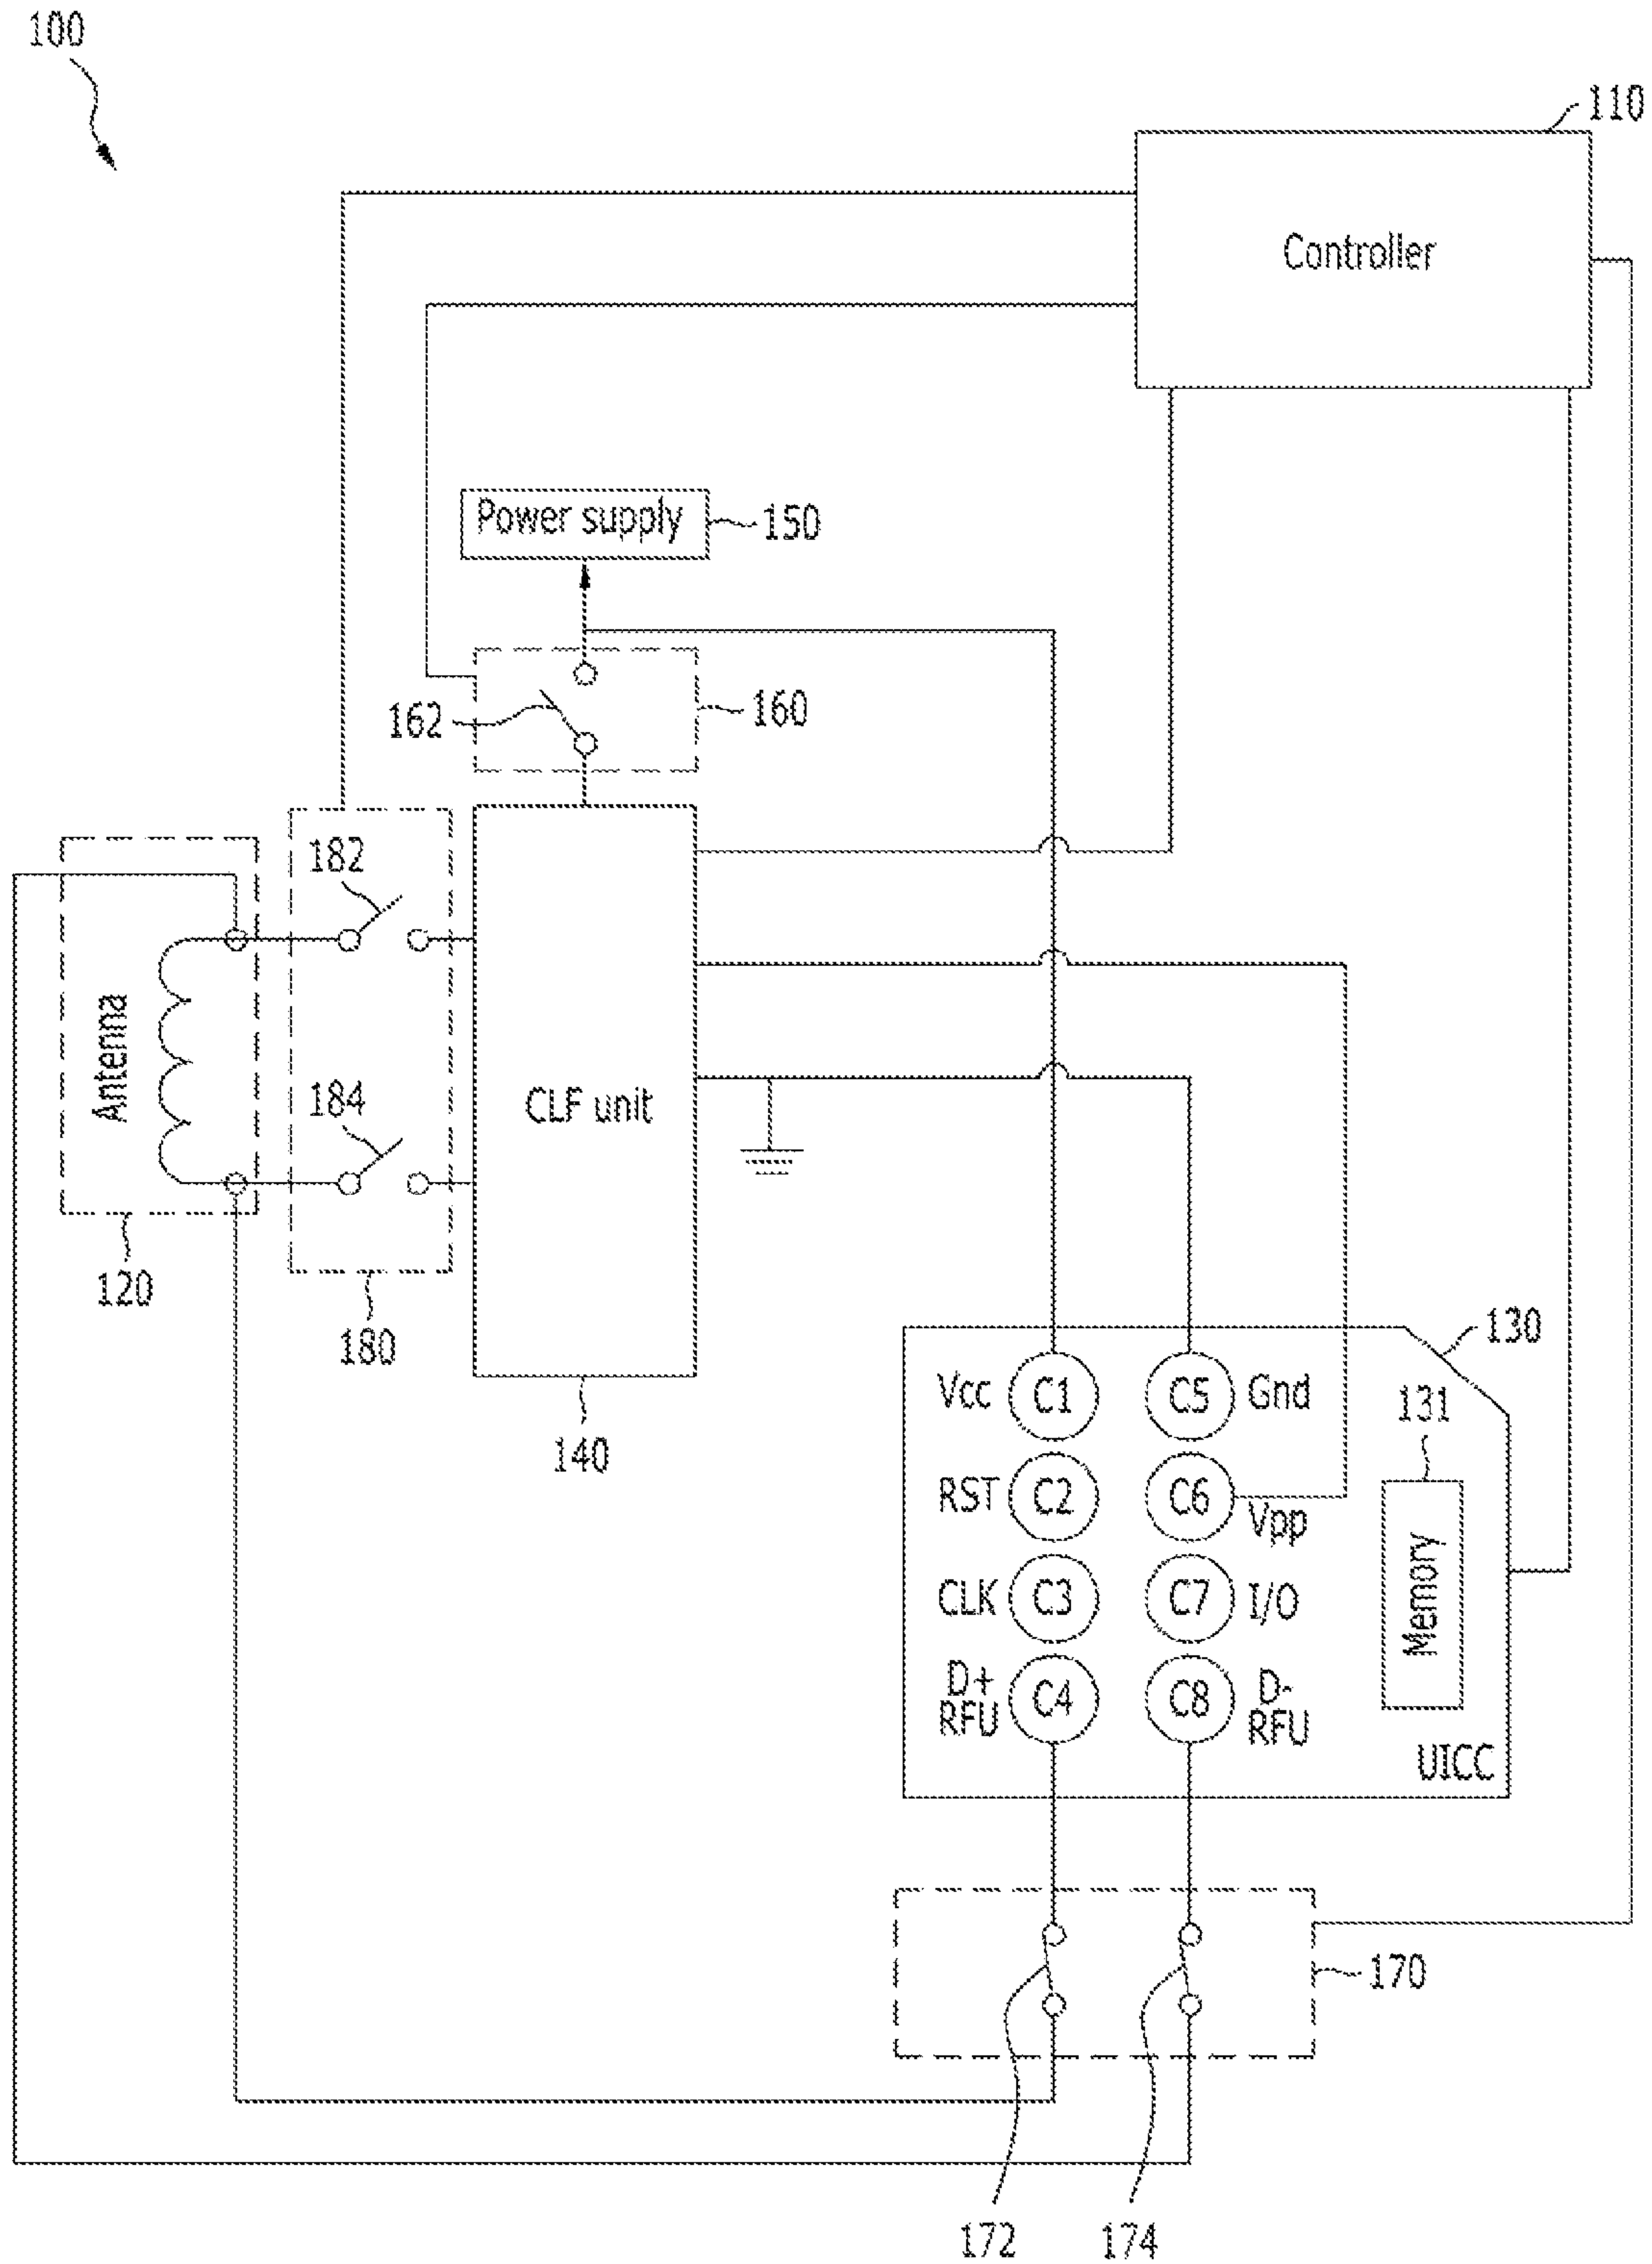 100
110
Controller
Power supply
150
162
160
182
Antenna
184
CLF unit
120
180
140
130
Vcc
C1
C5
Gnd
131
RST
C2
C6
Vpp
CLK
C3
C7
I/O
Memory
D+
RFU
C4
C8
D-
RFU
UICC
170
172
174